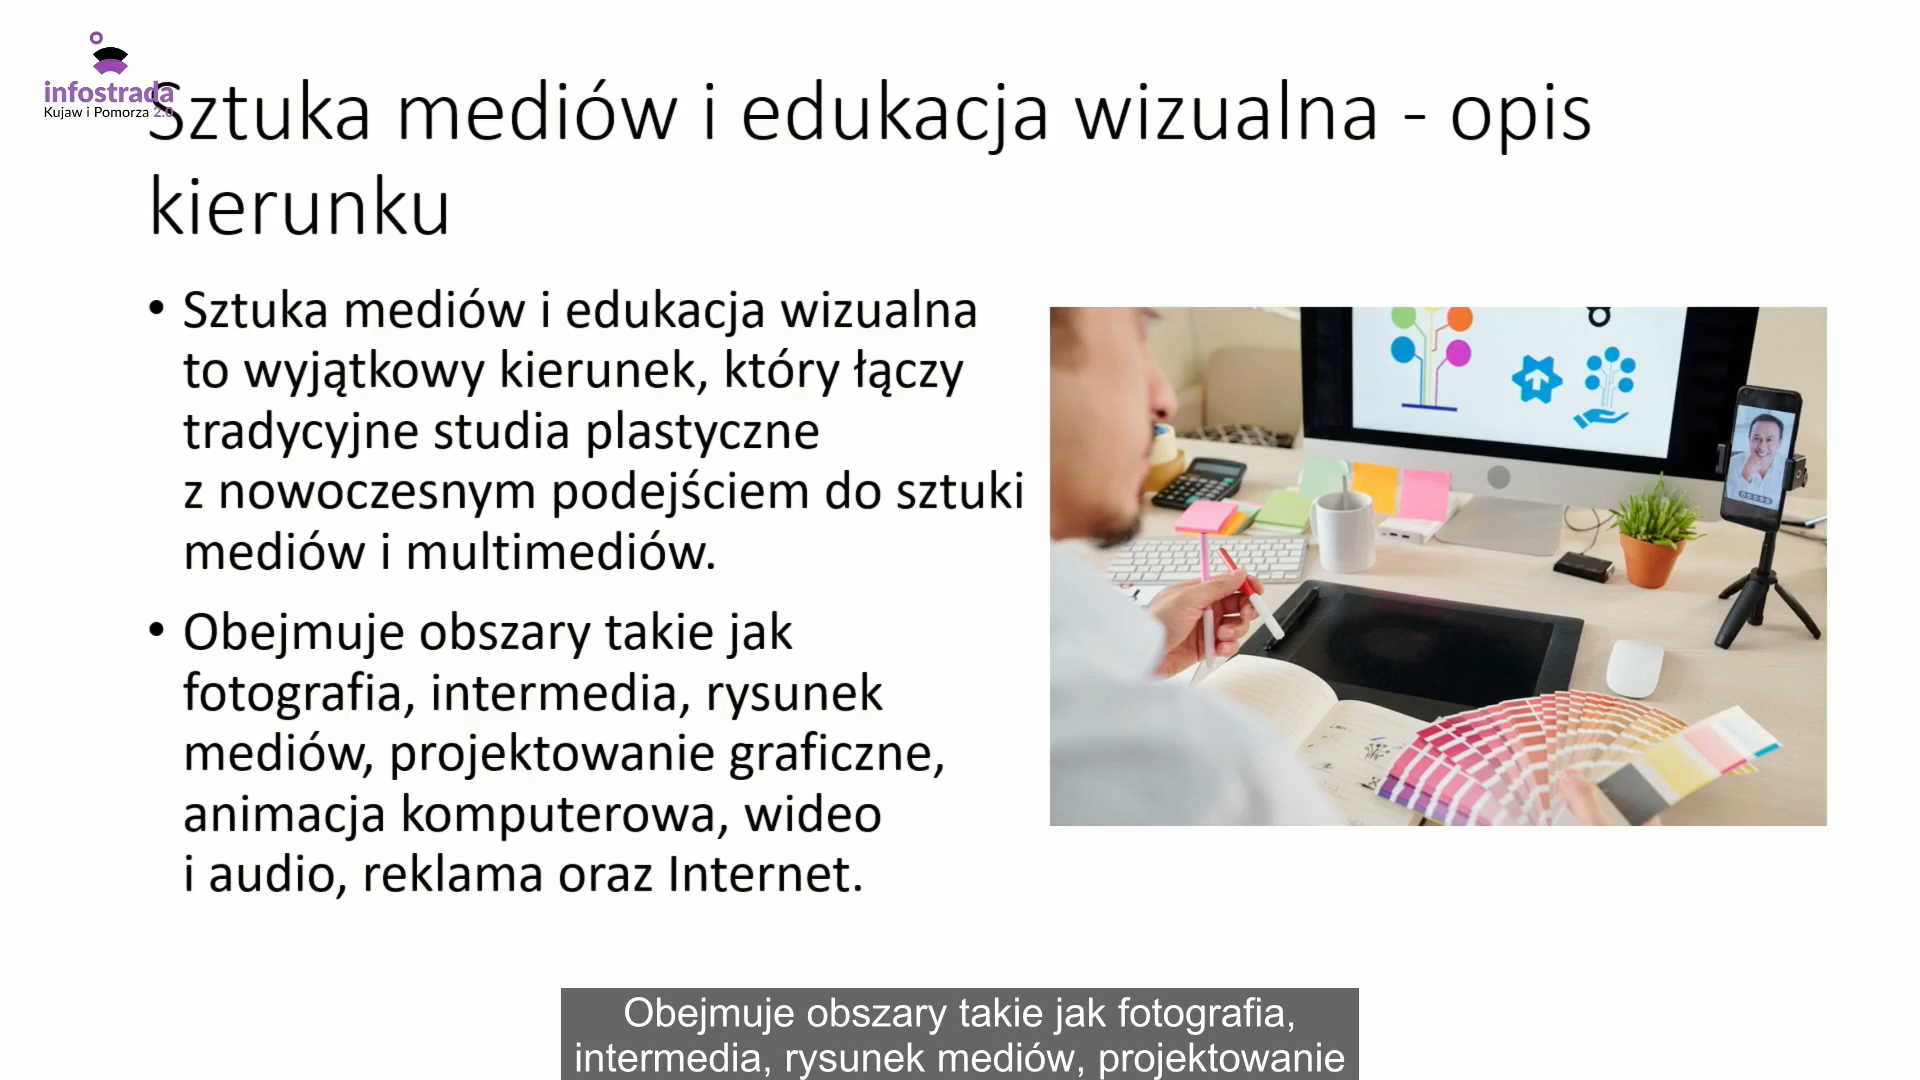 infostrada
Kujaw i Pomorza 2.0
Sztuka mediów i edukacja wizualna - opis
kierunku
• Sztuka mediów i edukacja wizualna
to wyjątkowy kierunek, który łączy
tradycyjne studia plastyczne
z nowoczesnym podejściem do sztuki
mediów i multimediów.
• Obejmuje obszary takie jak
fotografia, intermedia, rysunek
mediów, projektowanie graficzne,
animacja komputerowa, wideo
i audio, reklama oraz Internet.
Obejmuje obszary takie jak fotografia,
intermedia, rysunek mediów, projektowanie